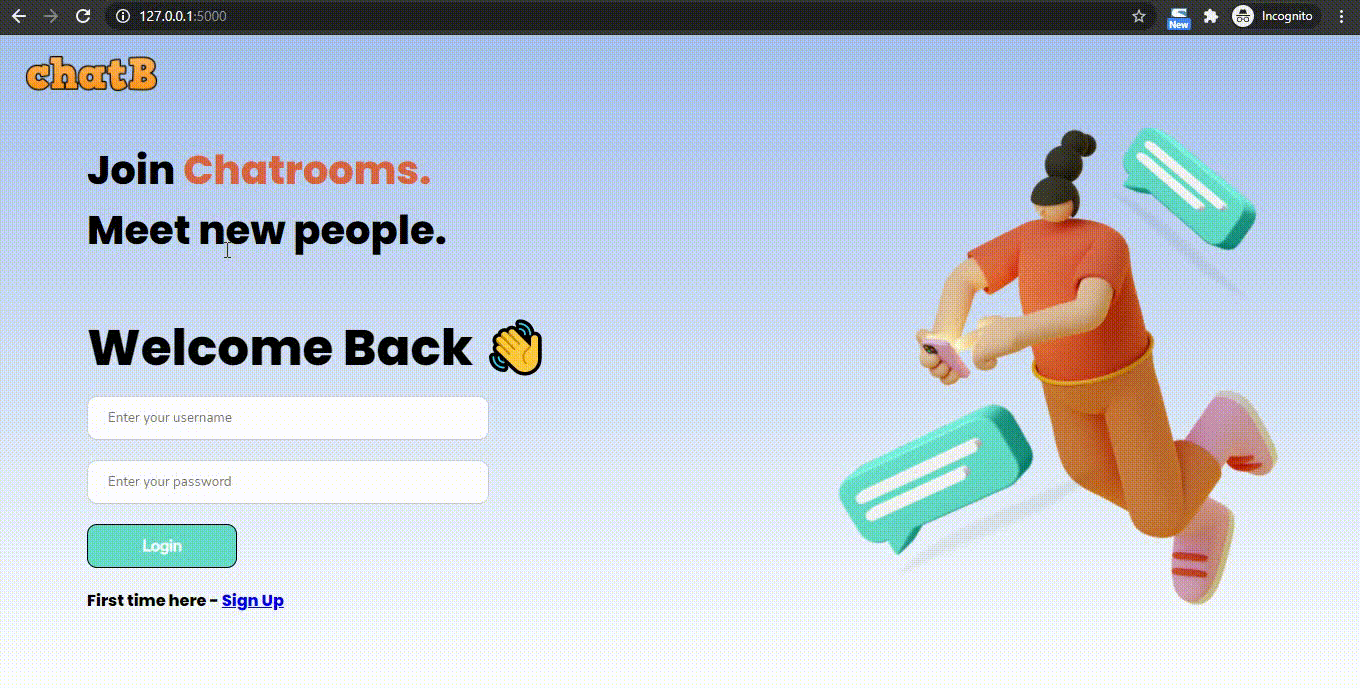 127.0.0.1:5000
New
Incognito
chatB
Join Chatrooms.
Meet new people.
Welcome Back 👋
Enter your username
Enter your password
Login
First time here - Sign Up